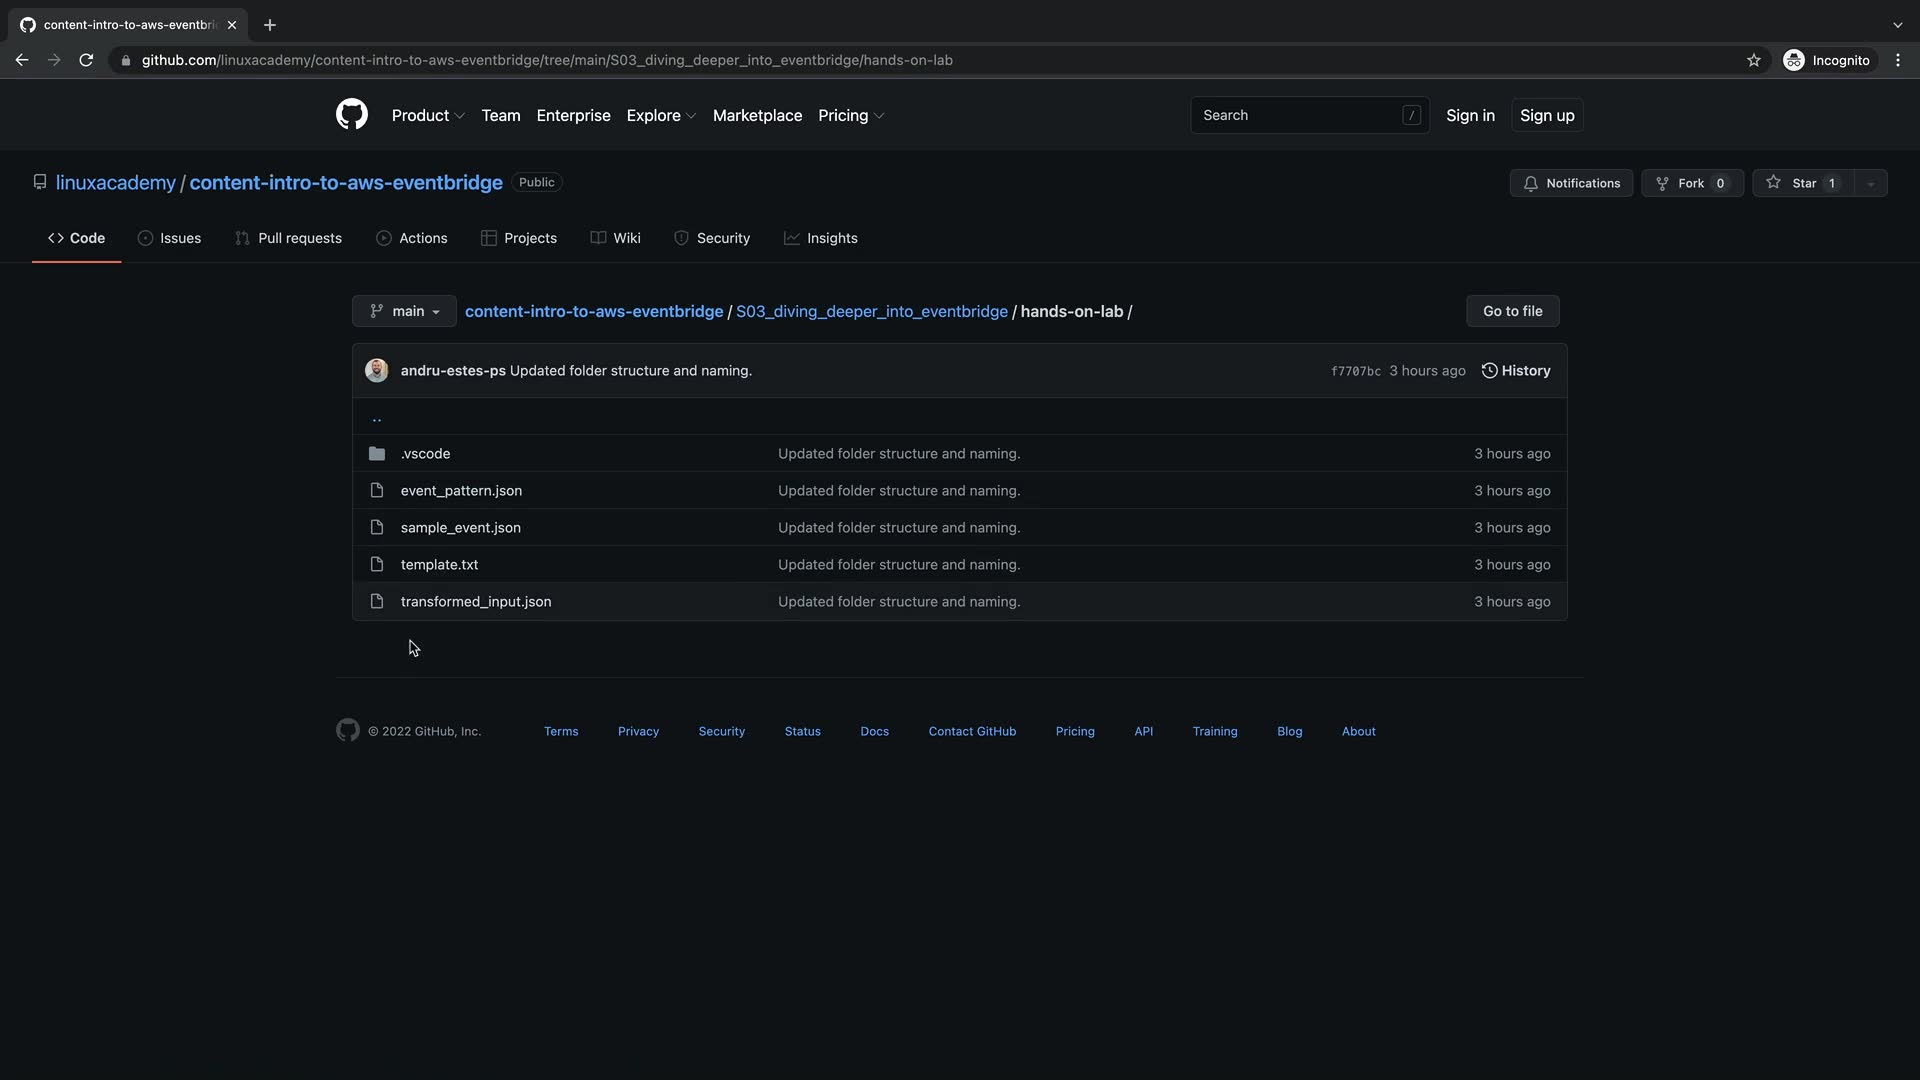 content-intro-to-aws-eventbri
github.com/linuxacademy/content-intro-to-aws-eventbridge/tree/main/S03_diving_deeper_into_eventbridge/hands-on-lab
Incognito
Product Team Enterprise Explore Marketplace Pricing
Search /
Sign in Sign up
linuxacademy / content-intro-to-aws-eventbridge Public
Notifications Fork 0 Star 1
Code Issues Pull requests Actions Projects Wiki Security Insights
main content-intro-to-aws-eventbridge / S03_diving_deeper_into_eventbridge / hands-on-lab / Go to file
andru-estes-ps Updated folder structure and naming. f7707bc 3 hours ago History
..
.vscode Updated folder structure and naming. 3 hours ago
event_pattern.json Updated folder structure and naming. 3 hours ago
sample_event.json Updated folder structure and naming. 3 hours ago
template.txt Updated folder structure and naming. 3 hours ago
transformed_input.json Updated folder structure and naming. 3 hours ago
© 2022 GitHub, Inc. Terms Privacy Security Status Docs Contact GitHub Pricing API Training Blog About